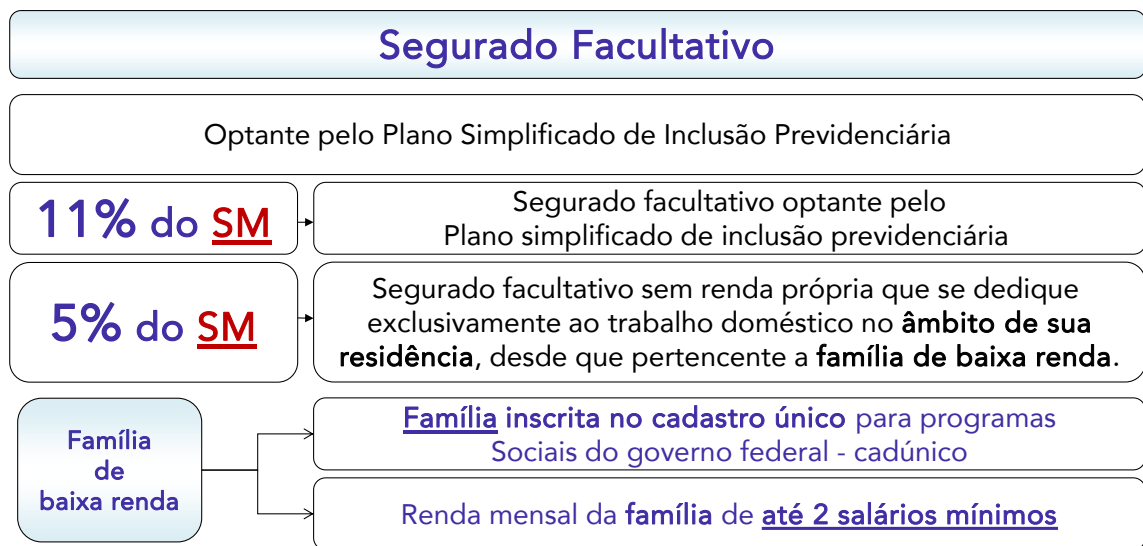 Segurado Facultativo
Optante pelo Plano Simplificado de Inclusão Previdenciária
11% do SM
Segurado facultativo optante pelo
Plano simplificado de inclusão previdenciária
5% do SM
Segurado facultativo sem renda própria que se dedique
exclusivamente ao trabalho doméstico no âmbito de sua
residência, desde que pertencente a família de baixa renda.
Família
de
baixa renda
Família inscrita no cadastro único para programas
Sociais do governo federal - cadúnico
Renda mensal da família de até 2 salários mínimos